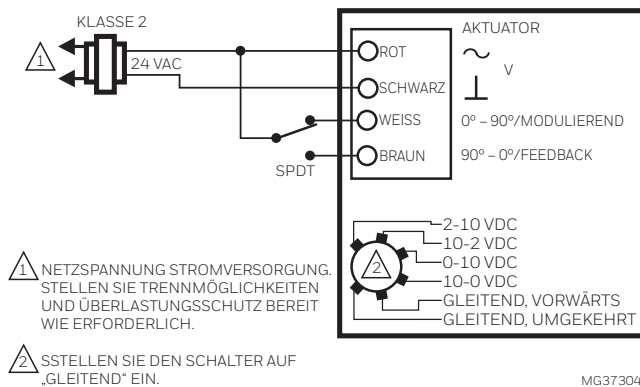 KLASSE 2
1
24 VAC
SPDT
AKTUATOR
ROT
V
SCHWARZ
WEISS
0º – 90º/MODULIEREND
BRAUN
90º – 0º/FEEDBACK
2-10 VDC
10-2 VDC
0-10 VDC
10-0 VDC
GLEITEND, VORWÄRTS
GLEITEND, UMGEKEHRT
2
1 NETZSPANNUNG STROMVERSORGUNG.
STELLEN SIE TRENNMÖGLICHKEITEN
UND ÜBERLASTUNGSSCHUTZ BEREIT
WIE ERFORDERLICH.
2 SSTELLEN SIE DEN SCHALTER AUF
„GLEITEND“ EIN.
MG37304